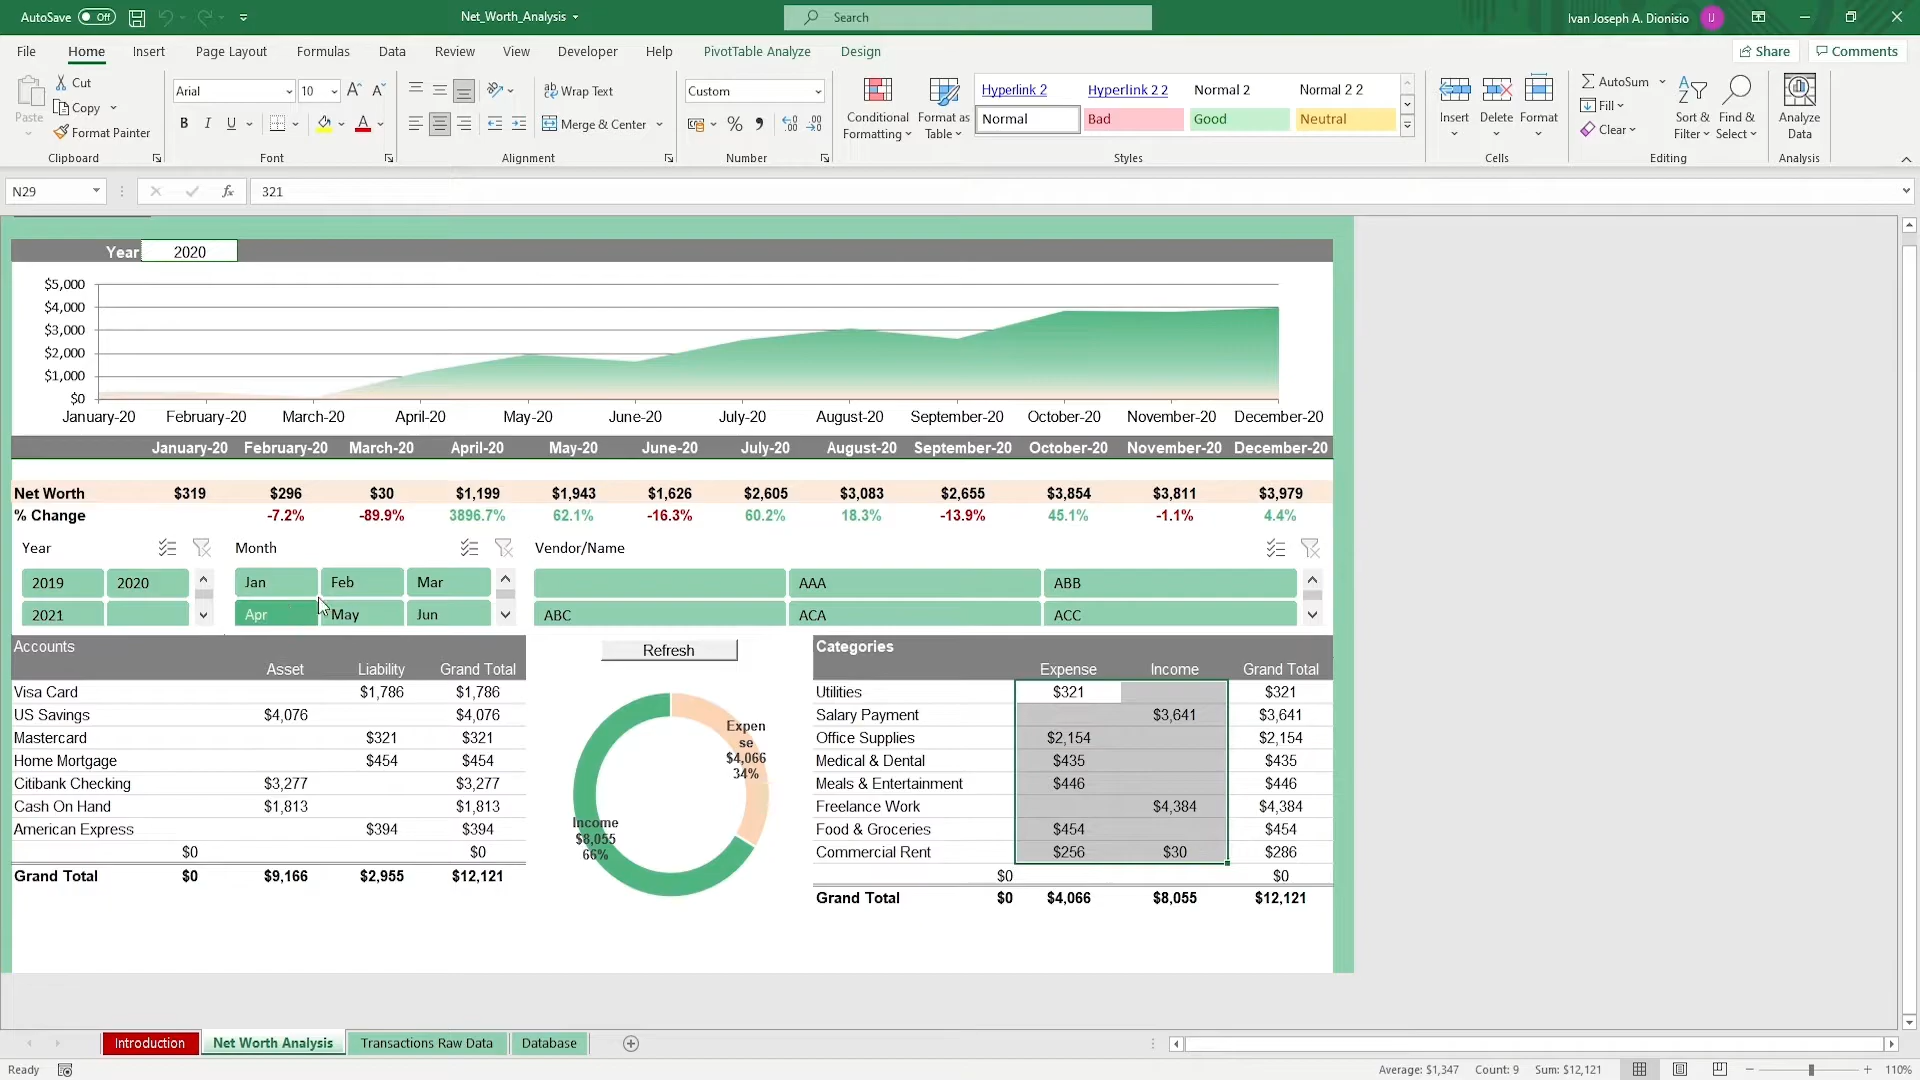 AutoSave Off Net_Worth_Analysis Search Ivan Joseph A. Dionisio IJ
File Home Insert Page Layout Formulas Data Review View Developer Help PivotTable Analyze Design Share Comments
Paste Cut Copy Format Painter
Arial 10 B I U
Wrap Text Merge & Center
Custom % 9
Conditional Formatting Format as Table
Hyperlink 2 Hyperlink 2 2 Normal 2 Normal 2 2
Normal Bad Good Neutral
Insert Delete Format
AutoSum Fill Clear
Sort & Filter Find & Select Analyze Data
Clipboard Font Alignment Number Styles Cells Editing Analysis
N29 fx 321
Year 2020
$5,000
$4,000
$3,000
$2,000
$1,000
$0
January-20 February-20 March-20 April-20 May-20 June-20 July-20 August-20 September-20 October-20 November-20 December-20
January-20 February-20 March-20 April-20 May-20 June-20 July-20 August-20 September-20 October-20 November-20 December-20
Net Worth $319 $296 $30 $1,199 $1,943 $1,626 $2,605 $3,083 $2,655 $3,854 $3,811 $3,979
% Change -7.2% -89.9% 3896.7% 62.1% -16.3% 60.2% 18.3% -13.9% 45.1% -1.1% 4.4%
Year Month Vendor/Name
2019 2020 Jan Feb Mar AAA ABB
2021 Apr May Jun ABC ACA ACC
Accounts
Asset Liability Grand Total
Visa Card $1,786 $1,786
US Savings $4,076 $4,076
Mastercard $321 $321
Home Mortgage $454 $454
Citibank Checking $3,277 $3,277
Cash On Hand $1,813 $1,813
American Express $394 $394
$0 $0
Grand Total $0 $9,166 $2,955 $12,121
Refresh
Expen
se
$4,066
34%
Income
$8,055
66%
Categories
Expense Income Grand Total
Utilities $321 $321
Salary Payment $3,641 $3,641
Office Supplies $2,154 $2,154
Medical & Dental $435 $435
Meals & Entertainment $446 $446
Freelance Work $4,384 $4,384
Food & Groceries $454 $454
Commercial Rent $256 $30 $286
$0 $0
Grand Total $0 $4,066 $8,055 $12,121
Introduction Net Worth Analysis Transactions Raw Data Database
Ready Average: $1,347 Count: 9 Sum: $12,121 110%